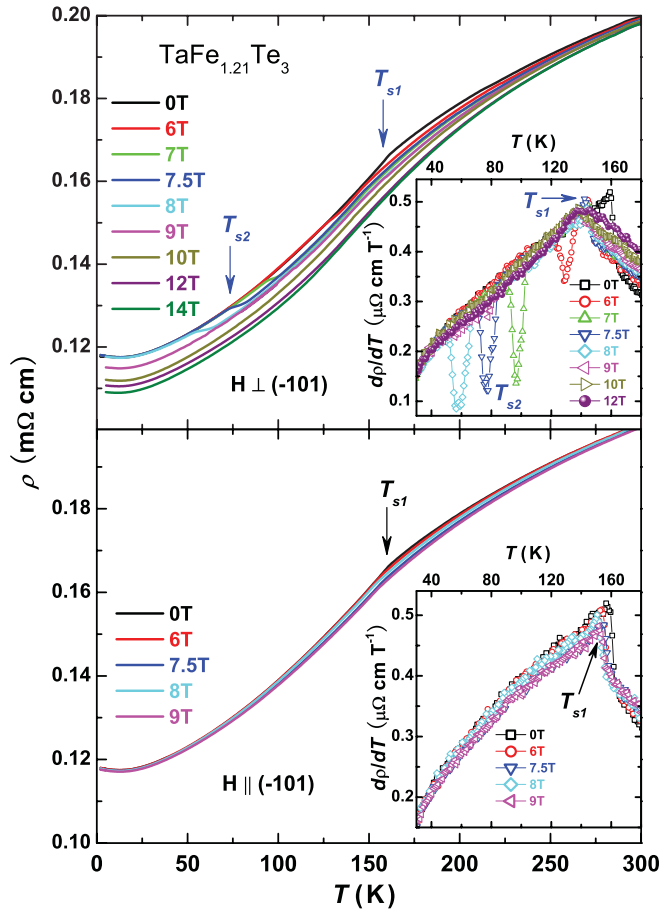 0.20
TaFe1.21Te3
Ts1
0T
6T
7T
7.5T
8T
9T
10T
12T
14T
Ts2
0.18
0.16
0.14
0.12
H ⊥ (-101)
T (K)
40 80 120 160
0.5
0.4
0.3
0.2
0.1
dρ/dT (μΩ cm T-1)
Ts1
Ts2
0T
6T
7T
7.5T
8T
9T
10T
12T
ρ (mΩ cm)
Ts1
0.18
0.16
0.14
0.12
0.10
0T
6T
7.5T
8T
9T
H || (-101)
T (K)
40 80 120 160
0.5
0.4
0.3
0.2
dρ/dT (μΩ cm T-1)
Ts1
0T
6T
7.5T
8T
9T
0 50 100 150 200 250 300
T (K)